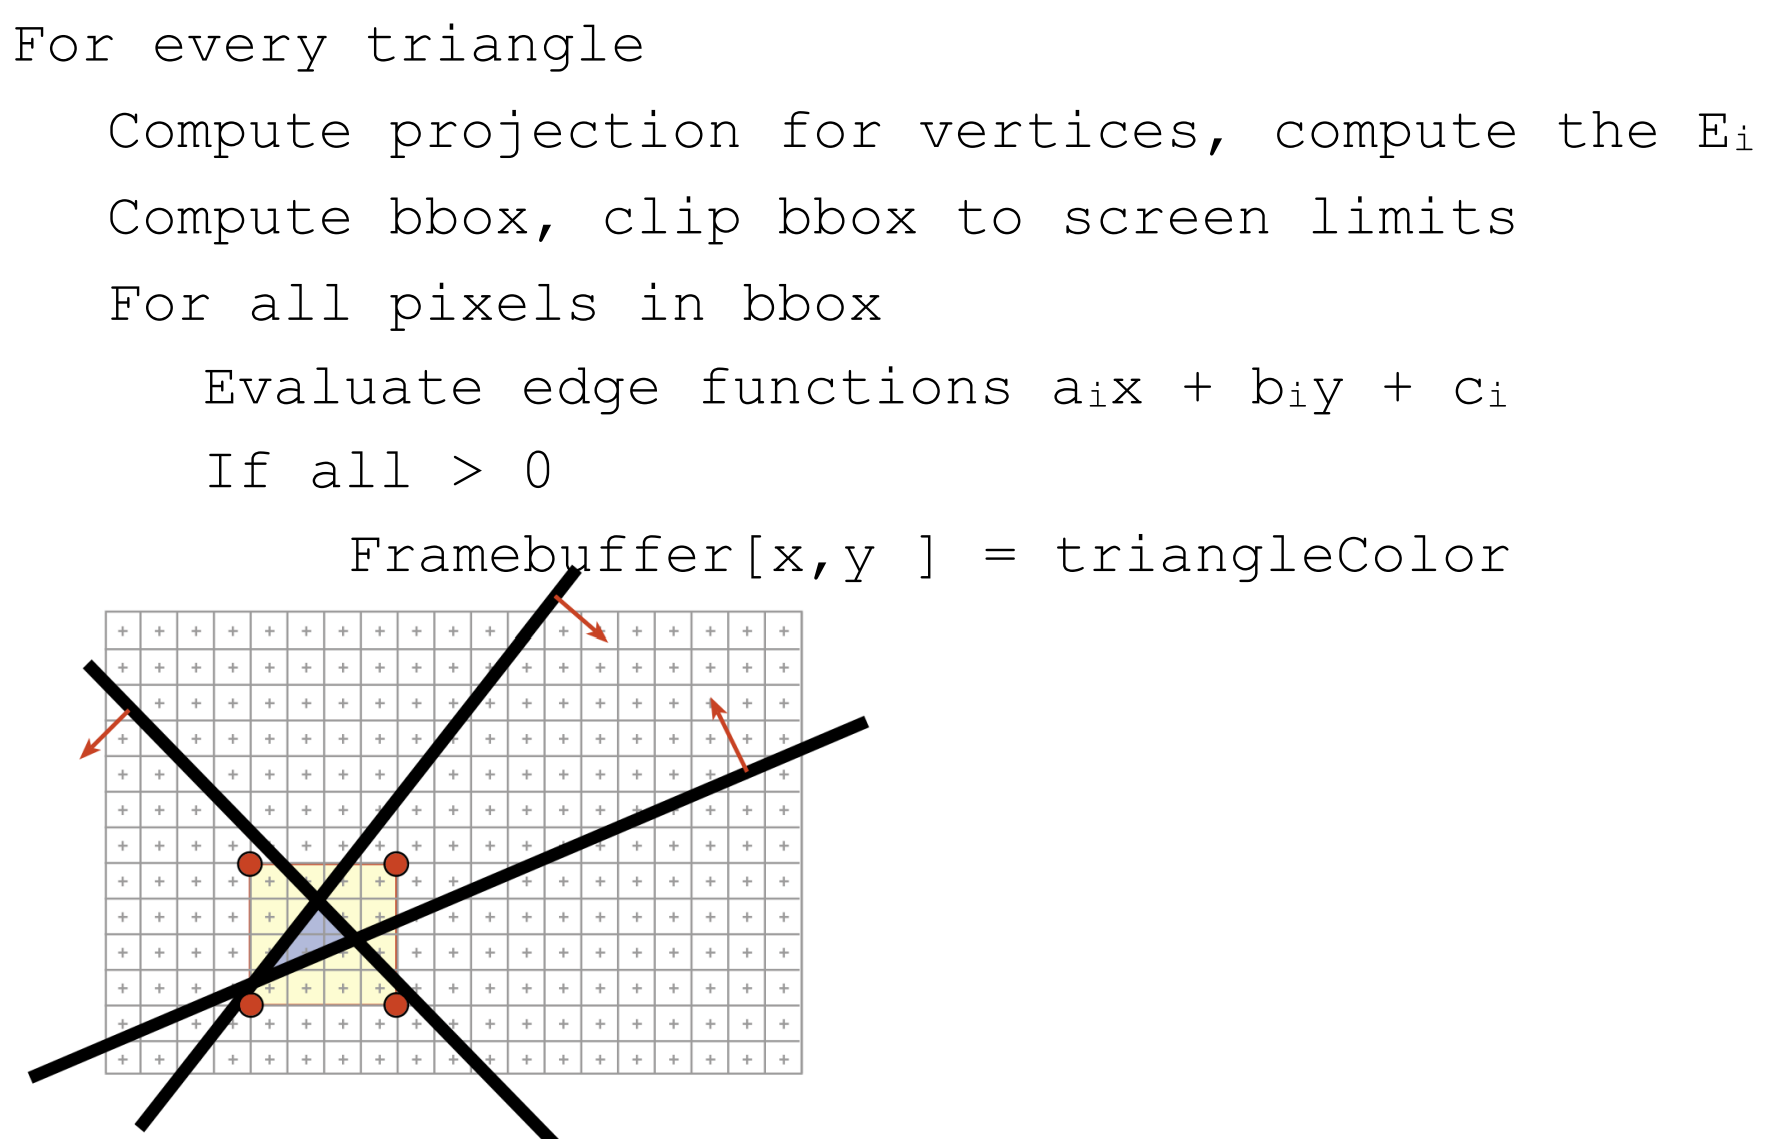 For every triangle
Compute projection for vertices, compute the Eᵢ
Compute bbox, clip bbox to screen limits
For all pixels in bbox
Evaluate edge functions aᵢx + bᵢy + cᵢ
If all > 0
Framebuffer[x,y ] = triangleColor